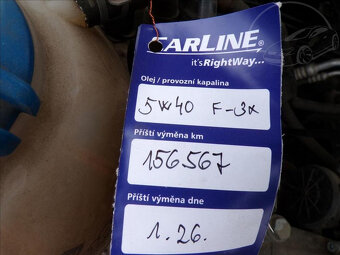 CARLINE®
it's RightWay...
Olej / provozní kapalina
5W40 F-3x
Příští výměna km
156567
Příští výměna dne
1. 26.